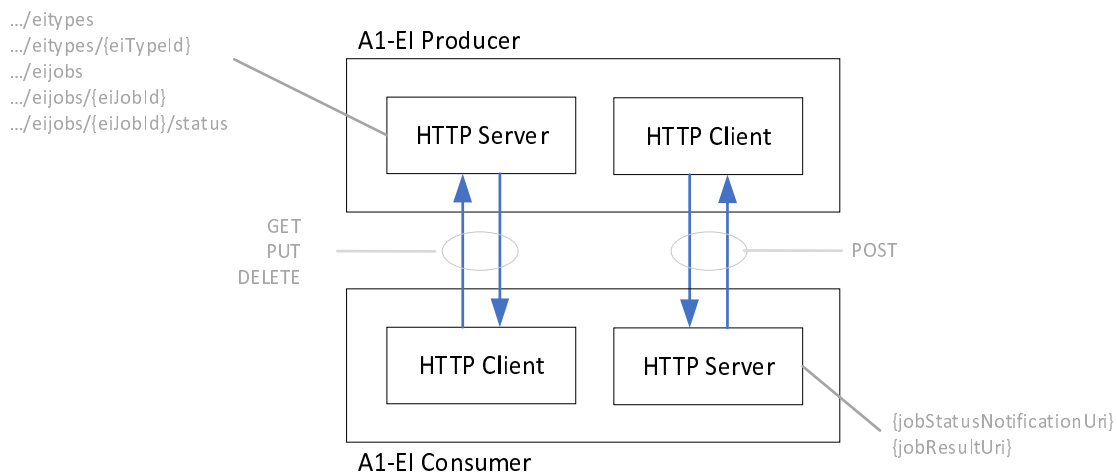 .../eitypes
.../eitypes/{eiTypeId}
.../eijobs
.../eijobs/{eiJobId}
.../eijobs/{eiJobId}/status
A1-EI Producer
HTTP Server
HTTP Client
GET
PUT
DELETE
POST
HTTP Client
HTTP Server
{jobStatusNotificationUri}
{jobResultUri}
A1-EI Consumer